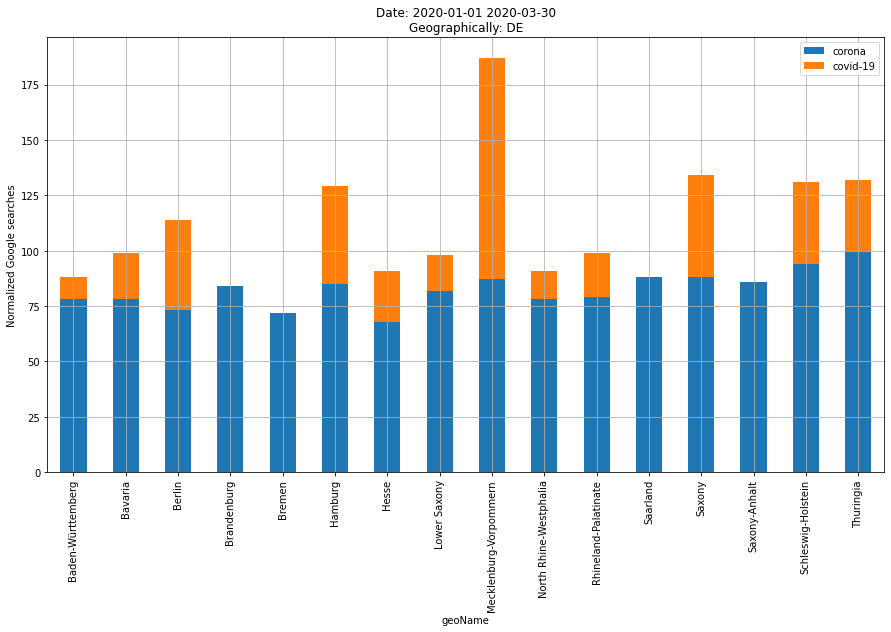 Date: 2020-01-01 2020-03-30
Geographically: DE
corona
covid-19
Normalized Google searches
175
150
125
100
75
50
25
0
Baden-Württemberg
Bavaria
Berlin
Brandenburg
Bremen
Hamburg
Hesse
Lower Saxony
Mecklenburg-Vorpommern
North Rhine-Westphalia
Rhineland-Palatinate
Saarland
Saxony
Saxony-Anhalt
Schleswig-Holstein
Thuringia
geoName